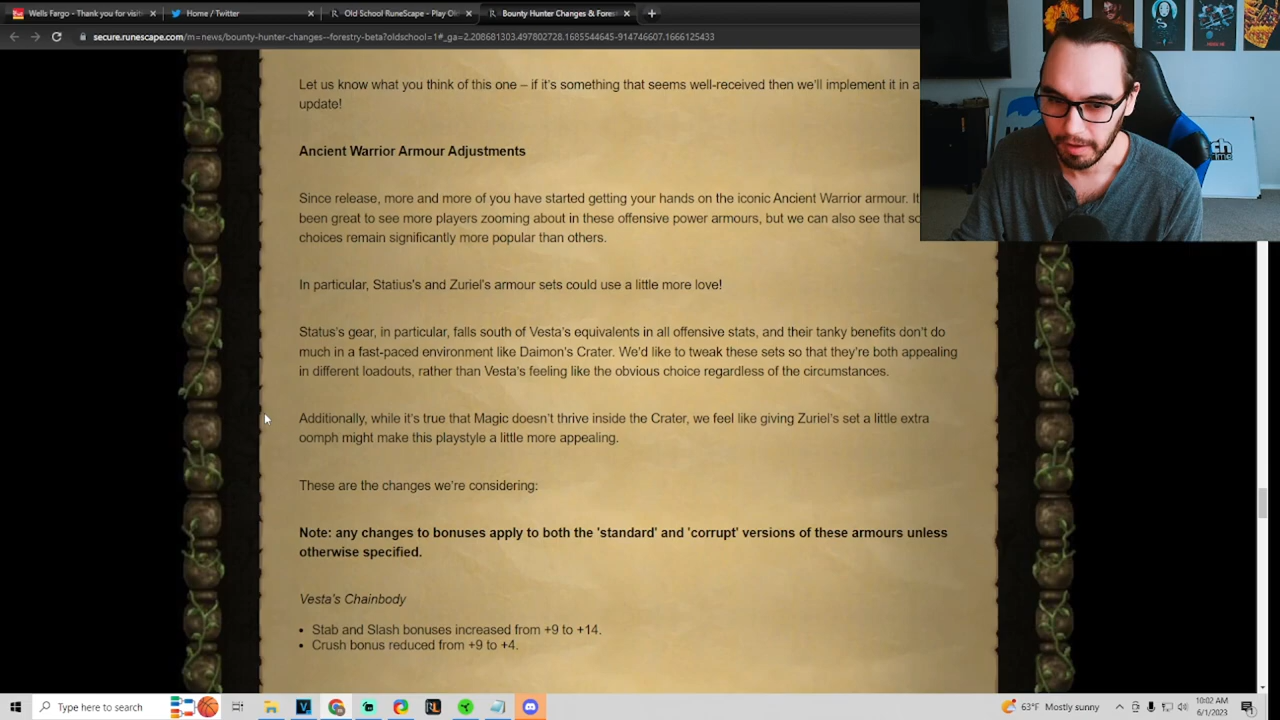 Wells Fargo - Thank you for visi
Home / Twitter
Old School RuneScape - Play Ol
Bounty Hunter Changes & Fores
secure.runescape.com/m=news/bounty-hunter-changes--forestry-beta?oldschool=1#_ga=2.208681303.497802728.1685544645-914746607.1666125433
Let us know what you think of this one – if it's something that seems well-received then we'll implement it in a
update!
Ancient Warrior Armour Adjustments
Since release, more and more of you have started getting your hands on the iconic Ancient Warrior armour. It
been great to see more players zooming about in these offensive power armours, but we can also see that so
choices remain significantly more popular than others.
In particular, Statius's and Zuriel's armour sets could use a little more love!
Status's gear, in particular, falls south of Vesta's equivalents in all offensive stats, and their tanky benefits don't do
much in a fast-paced environment like Daimon's Crater. We'd like to tweak these sets so that they're both appealing
in different loadouts, rather than Vesta's feeling like the obvious choice regardless of the circumstances.
Additionally, while it's true that Magic doesn't thrive inside the Crater, we feel like giving Zuriel's set a little extra
oomph might make this playstyle a little more appealing.
These are the changes we're considering:
Note: any changes to bonuses apply to both the 'standard' and 'corrupt' versions of these armours unless
otherwise specified.
Vesta's Chainbody
• Stab and Slash bonuses increased from +9 to +14.
• Crush bonus reduced from +9 to +4.
Type here to search
63°F Mostly sunny
10:02 AM
6/1/2023